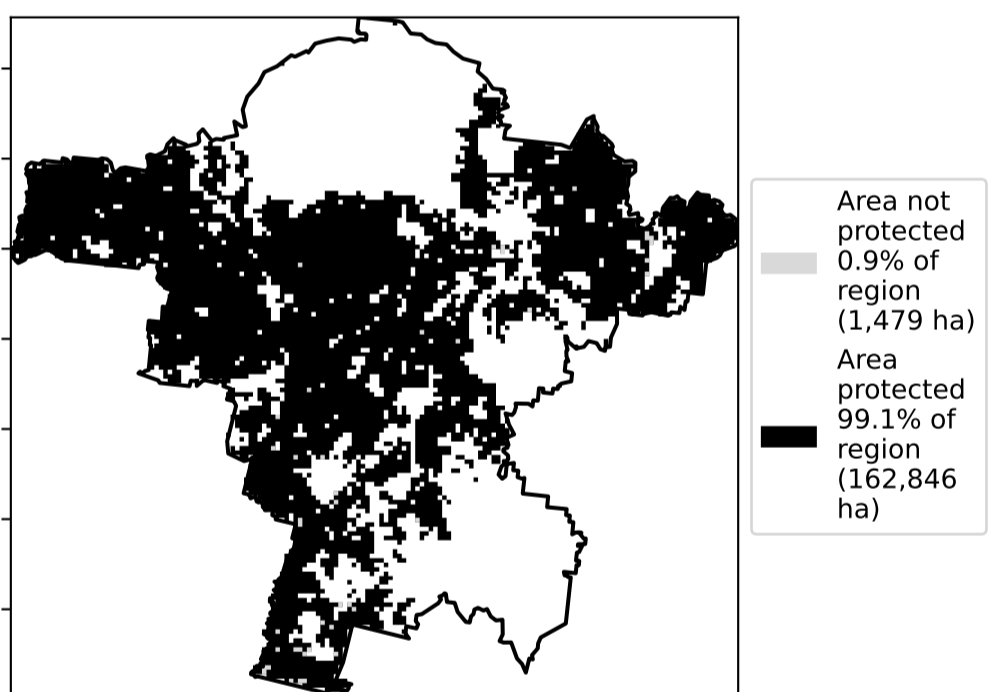 Area not
protected
0.9% of
region
(1,479 ha)
Area
protected
99.1% of
region
(162,846
ha)